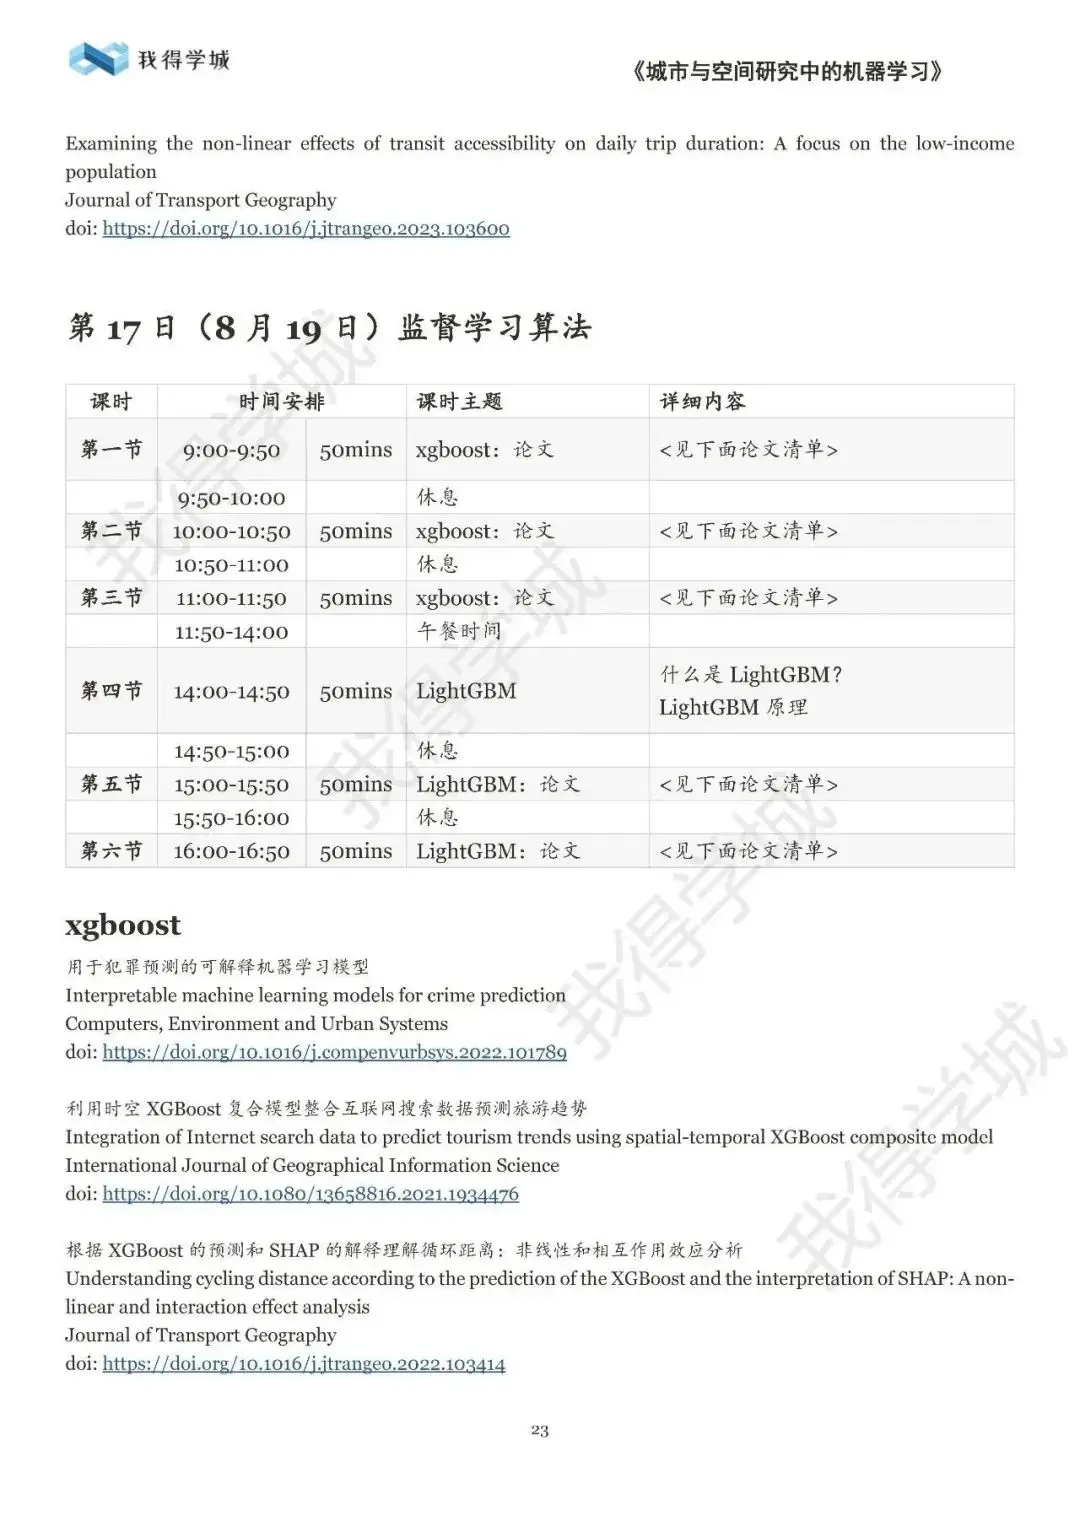 我得学城
《城市与空间研究中的机器学习》
Examining the non-linear effects of transit accessibility on daily trip duration: A focus on the low-income
population
Journal of Transport Geography
doi: https://doi.org/10.1016/j.jtrangeo.2023.103600
第 17 日（8 月 19 日）监督学习算法
课时 时间安排 课时主题 详细内容
第一节 9:00-9:50 50mins xgboost：论文 <见下面论文清单>
9:50-10:00 休息
第二节 10:00-10:50 50mins xgboost：论文 <见下面论文清单>
10:50-11:00 休息
第三节 11:00-11:50 50mins xgboost：论文 <见下面论文清单>
11:50-14:00 午餐时间
第四节 14:00-14:50 50mins LightGBM 什么是 LightGBM？
LightGBM 原理
14:50-15:00 休息
第五节 15:00-15:50 50mins LightGBM：论文 <见下面论文清单>
15:50-16:00 休息
第六节 16:00-16:50 50mins LightGBM：论文 <见下面论文清单>
xgboost
用于犯罪预测的可解释机器学习模型
Interpretable machine learning models for crime prediction
Computers, Environment and Urban Systems
doi: https://doi.org/10.1016/j.compenvurbsys.2022.101789
利用时空 XGBoost 复合模型整合互联网搜索数据预测旅游趋势
Integration of Internet search data to predict tourism trends using spatial-temporal XGBoost composite model
International Journal of Geographical Information Science
doi: https://doi.org/10.1080/13658816.2021.1934476
根据 XGBoost 的预测和 SHAP 的解释理解循环距离：非线性和相互作用效应分析
Understanding cycling distance according to the prediction of the XGBoost and the interpretation of SHAP: A non-
linear and interaction effect analysis
Journal of Transport Geography
doi: https://doi.org/10.1016/j.jtrangeo.2022.103414
23
我得学城
我得学城
我得学城
我得学城